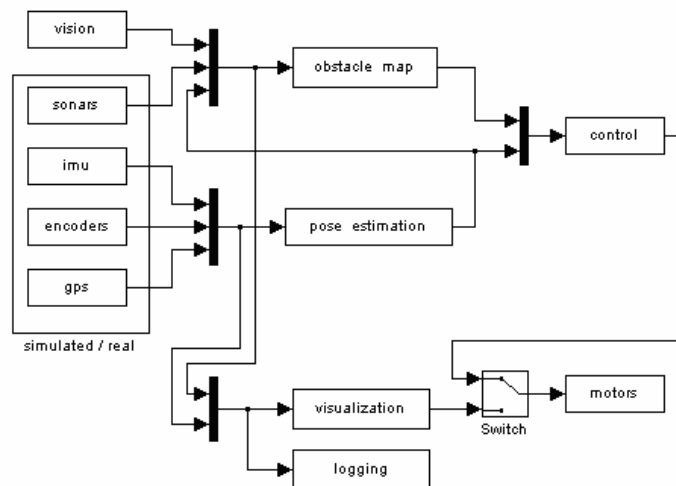 vision
sonars
imu
encoders
gps
simulated / real
obstacle map
pose estimation
control
visualization
logging
Switch
motors